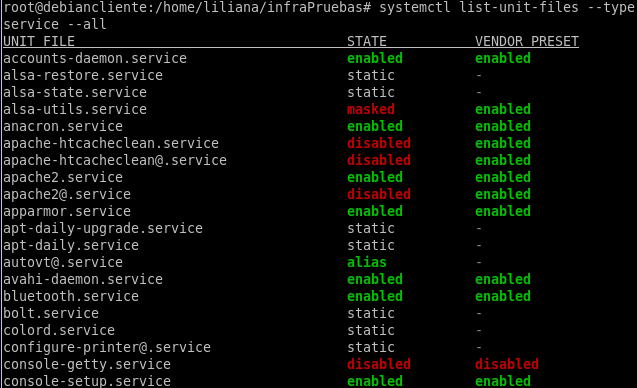 root@debiancliente:/home/liliana/infraPruebas# systemctl list-unit-files --type
service --all
UNIT FILE STATE VENDOR PRESET
accounts-daemon.service enabled enabled
alsa-restore.service static -
alsa-state.service static -
alsa-utils.service masked enabled
anacron.service enabled enabled
apache-htcacheclean.service disabled enabled
apache-htcacheclean@.service disabled enabled
apache2.service enabled enabled
apache2@.service disabled enabled
apparmor.service enabled enabled
apt-daily-upgrade.service static -
apt-daily.service static -
autovt@.service alias -
avahi-daemon.service enabled enabled
bluetooth.service enabled enabled
bolt.service static -
colord.service static -
configure-printer@.service static -
console-getty.service disabled disabled
console-setup.service enabled enabled